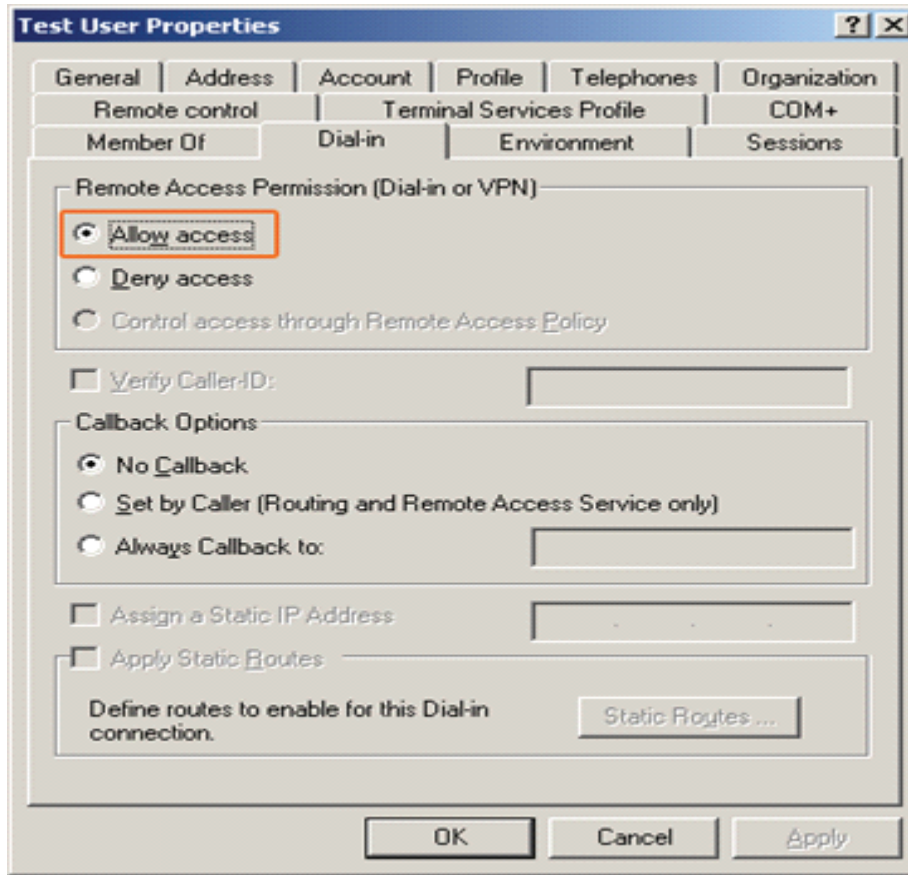 Test User Properties
General Address Account Profile Telephones Organization
Remote control Terminal Services Profile COM+
Member Of Dial-in Environment Sessions
Remote Access Permission (Dial-in or VPN)
Allow access
Deny access
Control access through Remote Access Policy
Verify Caller-ID:
Callback Options
No Callback
Set by Caller (Routing and Remote Access Service only)
Always Callback to:
Assign a Static IP Address
Apply Static Routes
Define routes to enable for this Dial-in
connection.
Static Routes ...
OK Cancel Apply